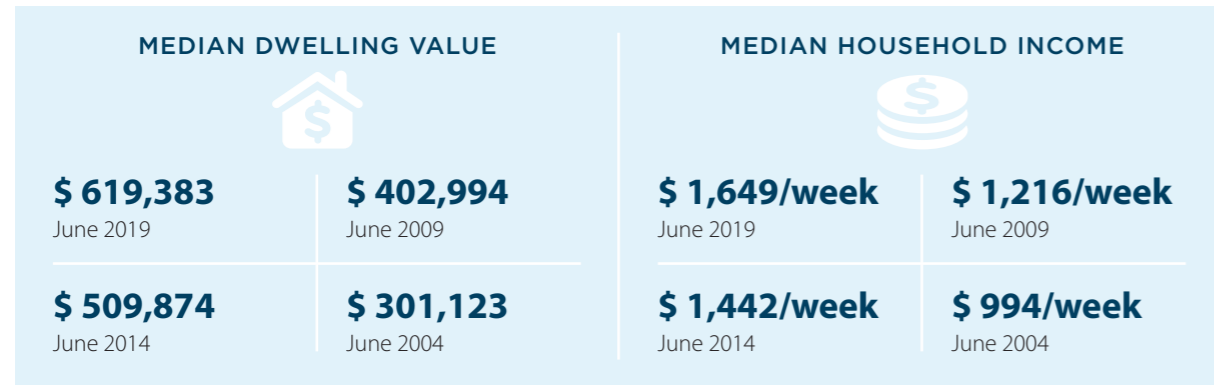 MEDIAN DWELLING VALUE
$
$ 619,383
June 2019
$ 402,994
June 2009
$ 509,874
June 2014
$ 301,123
June 2004
MEDIAN HOUSEHOLD INCOME
$
$ 1,649/week
June 2019
$ 1,216/week
June 2009
$ 1,442/week
June 2014
$ 994/week
June 2004